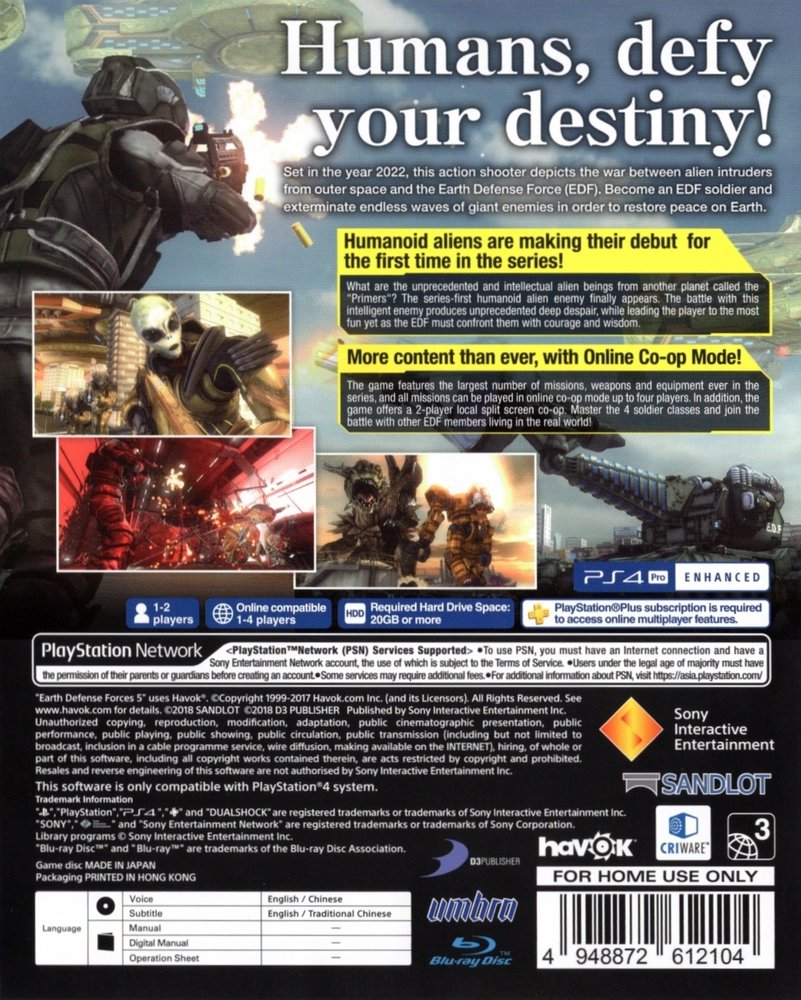 Humans, defy
your destiny!
Set in the year 2022, this action shooter depicts the war between alien intruders
from outer space and the Earth Defense Force (EDF). Become an EDF soldier and
exterminate endless waves of giant enemies in order to restore peace on Earth.
Humanoid aliens are making their debut for
the first time in the series!
What are the unprecedented and intellectual alien beings from another planet called the
"Primers"? The series-first humanoid alien enemy finally appears. The battle with this
intelligent enemy produces unprecedented deep despair, while leading the player to the most
fun yet as the EDF must confront them with courage and wisdom.
More content than ever, with Online Co-op Mode!
The game features the largest number of missions, weapons and equipment ever in the
series, and all missions can be played in online co-op mode up to four players. In addition, the
game offers a 2-player local split screen co-op. Master the 4 soldier classes and join the
battle with other EDF members living in the real world!
E.D.F
PS4 Pro ENHANCED
1-2
players
Online compatible
1-4 players
HDD
Required Hard Drive Space:
20GB or more
PlayStation®Plus subscription is required
to access online multiplayer features.
PlayStation Network
<PlayStation™Network (PSN) Services Supported> •To use PSN, you must have an Internet connection and have a
Sony Entertainment Network account, the use of which is subject to the Terms of Service. •Users under the legal age of majority must have
the permission of their parents or guardians before creating an account.•Some services may require additional fees.•For additional information about PSN, visit https://asia.playstation.com/
"Earth Defense Forces 5" uses Havok®. ©Copyright 1999-2017 Havok.com Inc. (and its Licensors). All Rights Reserved. See
www.havok.com for details. ©2018 SANDLOT ©2018 D3 PUBLISHER Published by Sony Interactive Entertainment Inc.
Unauthorized copying, reproduction, modification, adaptation, public cinematographic presentation, public
performance, public playing, public showing, public circulation, public transmission (including but not limited to
broadcast, inclusion in a cable programme service, wire diffusion, making available on the INTERNET), hiring, of whole or
part of this software, including all copyright works contained therein, are acts restricted by copyright and prohibited.
Resales and reverse engineering of this software are not authorised by Sony Interactive Entertainment Inc.
This software is only compatible with PlayStation®4 system.
Trademark Information
" ","PlayStation","PS4"," " and "DUALSHOCK" are registered trademarks or trademarks of Sony Interactive Entertainment Inc.
"SONY"," " and "Sony Entertainment Network" are registered trademarks or trademarks of Sony Corporation.
Library programs © Sony Interactive Entertainment Inc.
"Blu-ray Disc™" and "Blu-ray™" are trademarks of the Blu-ray Disc Association.
Game disc MADE IN JAPAN
Packaging PRINTED IN HONG KONG
Sony
Interactive
Entertainment
SANDLOT
D3PUBLISHER
havok
CRIWARE™
3
FOR HOME USE ONLY
umbra
Blu-ray Disc™
Language
Voice English / Chinese
Subtitle English / Traditional Chinese
Manual —
Digital Manual —
Operation Sheet —
4 948872 612104